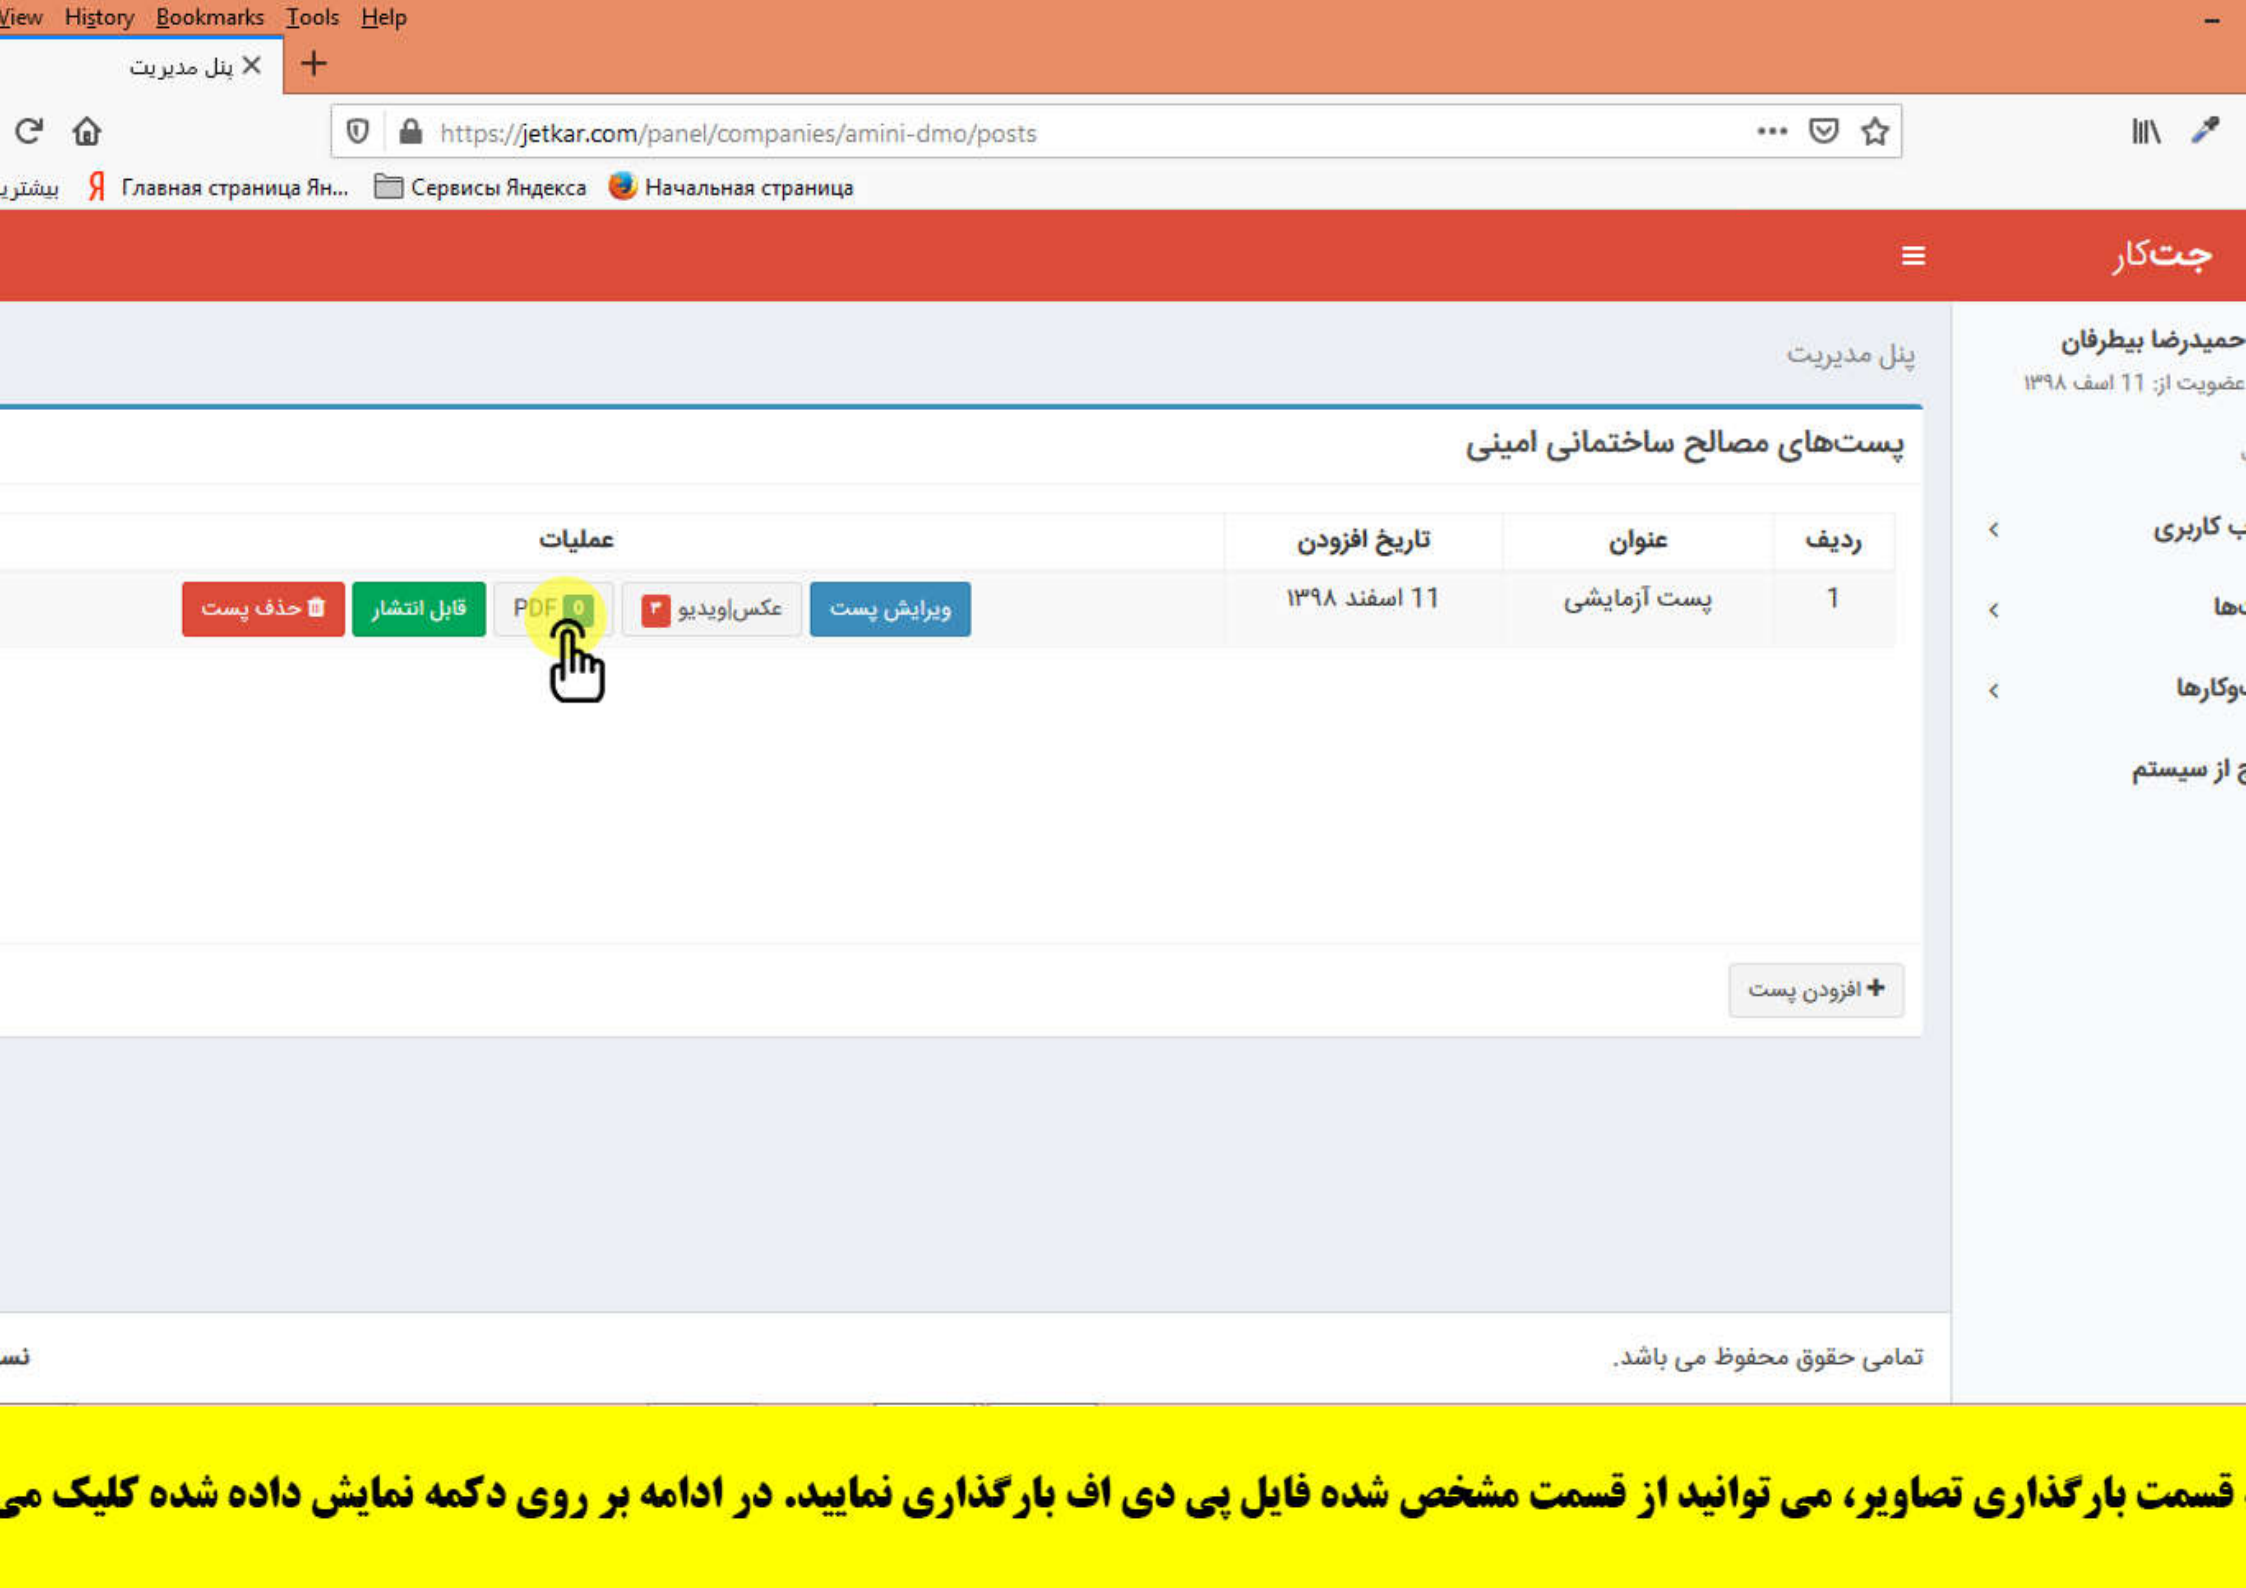 View History Bookmarks Tools Help
پنل مدیریت
https://jetkar.com/panel/companies/amini-dmo/posts
Я Главная страница Ян... Сервисы Яндекса Начальная страница
جت‌کار
حمیدرضا بیطرفان
عضویت از: 11 اسف ۱۳۹۸
کاربری
از سیستم
پنل مدیریت
پست‌های مصالح ساختمانی امینی
ردیف عنوان تاریخ افزودن عملیات
1 پست آزمایشی 11 اسفند ۱۳۹۸ ویرایش پست عکس|ویدیو ۳ PDF 0 قابل انتشار حذف پست
افزودن پست
تمامی حقوق محفوظ می باشد.
قسمت بارگذاری تصاویر، می توانید از قسمت مشخص شده فایل پی دی اف بارگذاری نمایید. در ادامه بر روی دکمه نمایش داده شده کلیک می